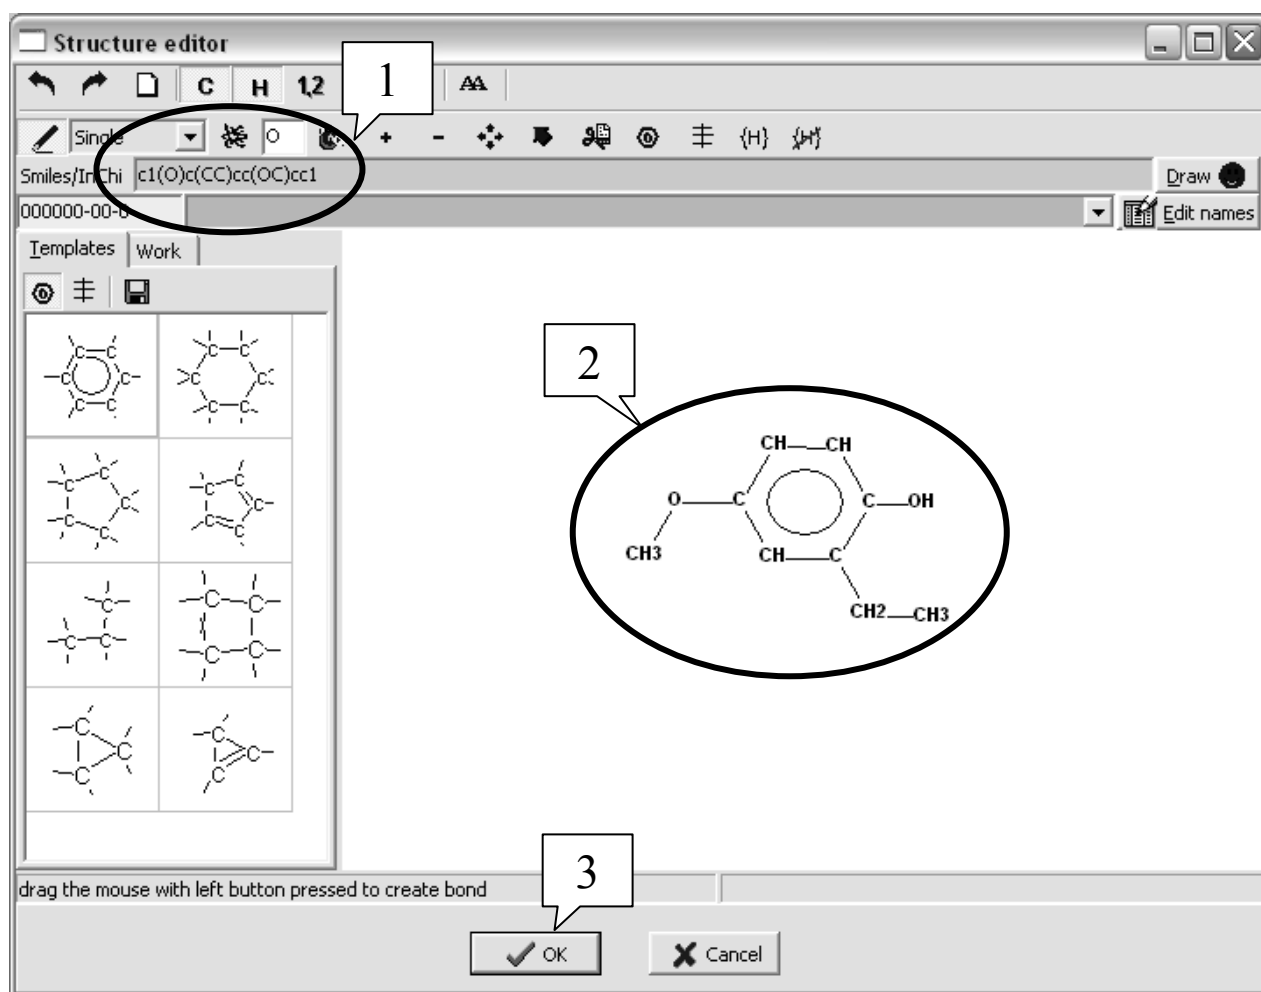 Structure editor
C H 1,2 AA
1
Single O + - {H} {H}
Smiles/InChi c1(O)c(CC)cc(OC)cc1 Draw
000000-00-0 Edit names
Templates Work
2
C C C C C C
C C C C C C
C C C C C
C C C C C
C C C
C C C C
C C C
C C C
CH CH
O C C OH
CH3 CH C
CH2 CH3
3
drag the mouse with left button pressed to create bond
OK Cancel